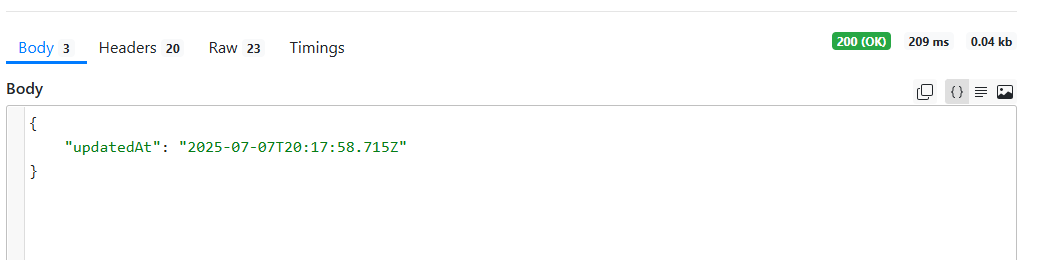 Body 3 Headers 20 Raw 23 Timings 200 (OK) 209 ms 0.04 kb
Body {}
{
    "updatedAt": "2025-07-07T20:17:58.715Z"
}